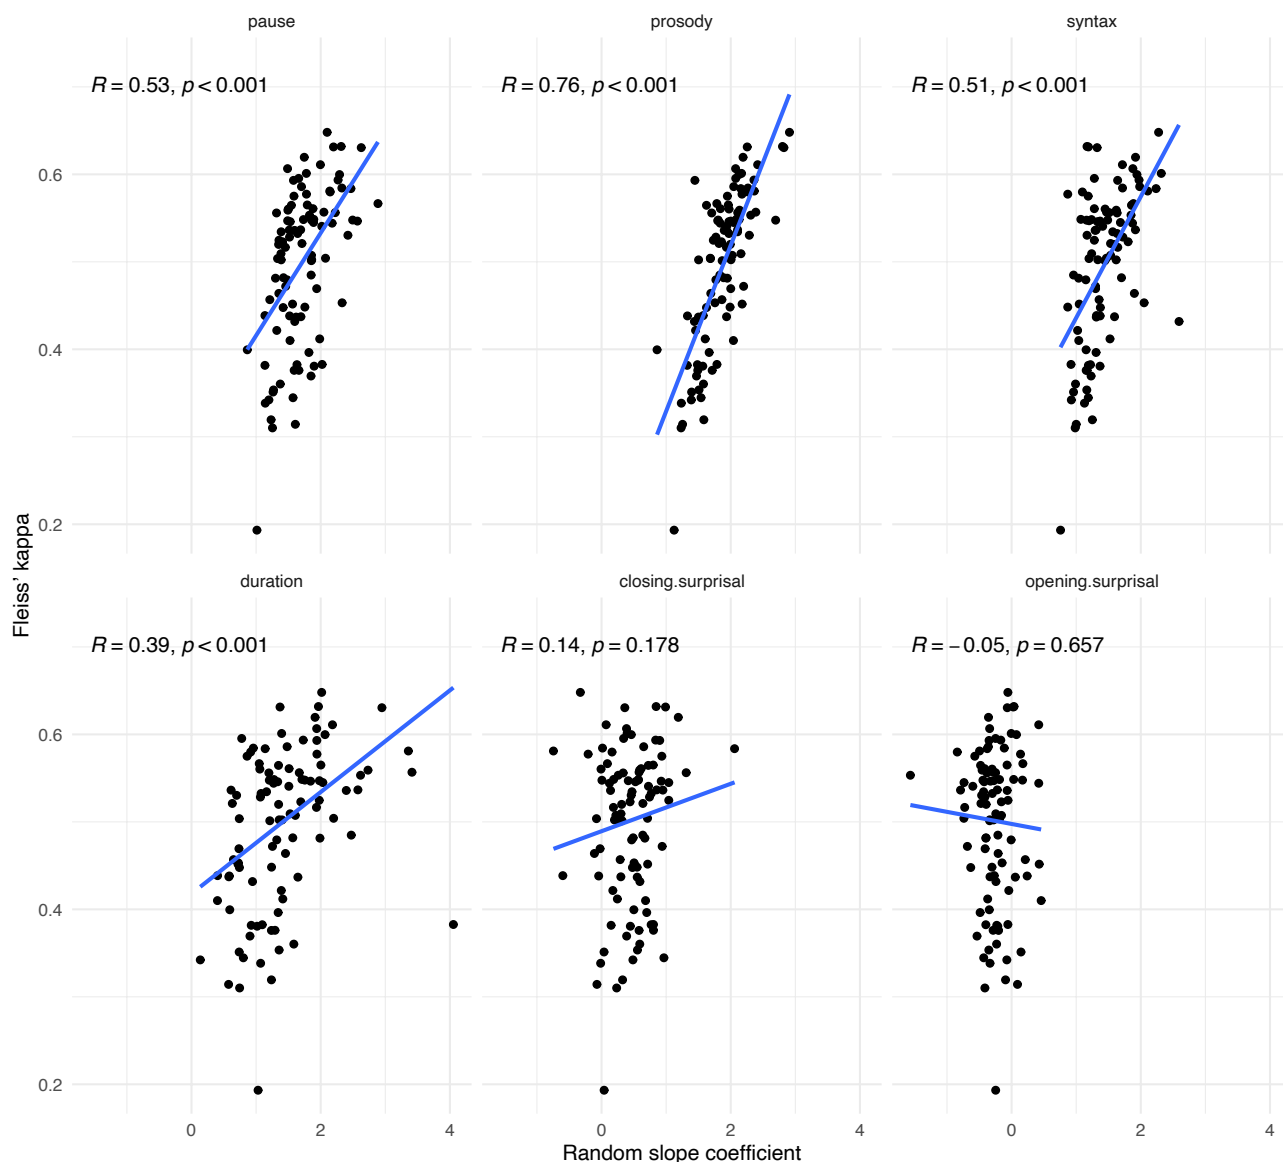 pause
prosody
syntax
R = 0.53, p < 0.001
R = 0.76, p < 0.001
R = 0.51, p < 0.001
0.6
0.4
0.2
Fleiss’ kappa
duration
closing.surprisal
opening.surprisal
R = 0.39, p < 0.001
R = 0.14, p = 0.178
R = −0.05, p = 0.657
0.6
0.4
0.2
0 2 4
0 2 4
0 2 4
Random slope coefficient